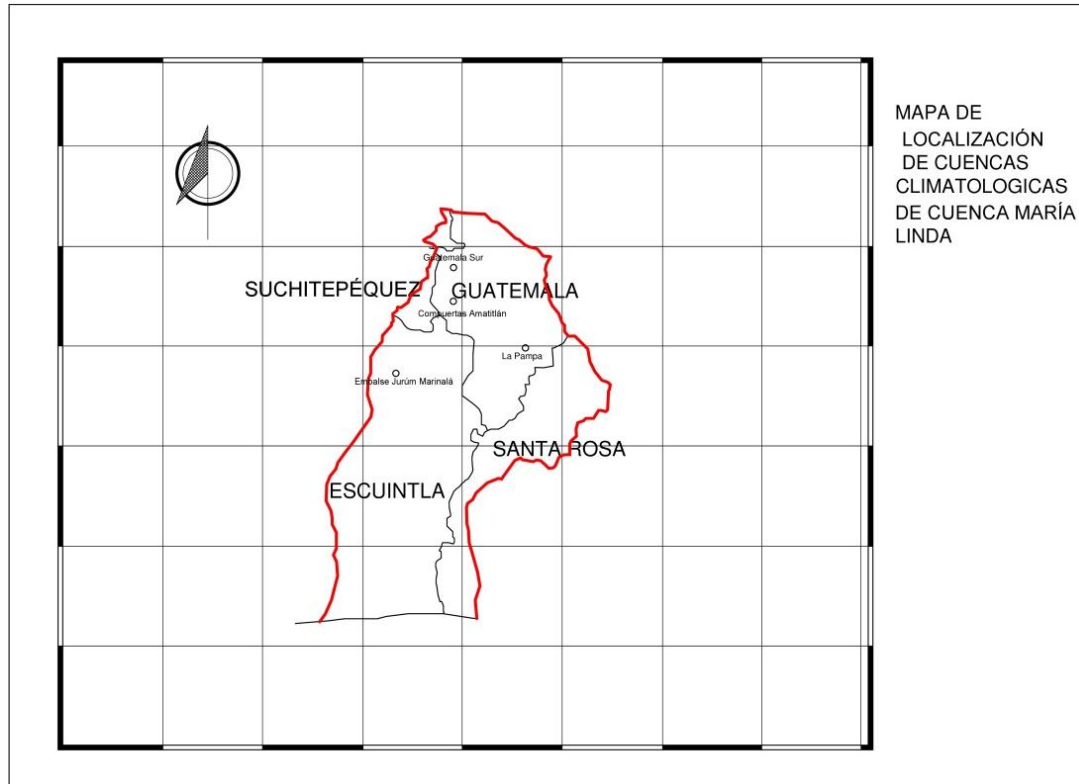 MAPA DE
LOCALIZACIÓN
DE CUENCAS
CLIMATOLOGICAS
DE CUENCA MARÍA
LINDA
Guatemala Sur
SUCHITEPÉQUEZ
GUATEMALA
Compuertas Amatitlán
La Pampa
Embalse Jurúm Marinalá
SANTA ROSA
ESCUINTLA